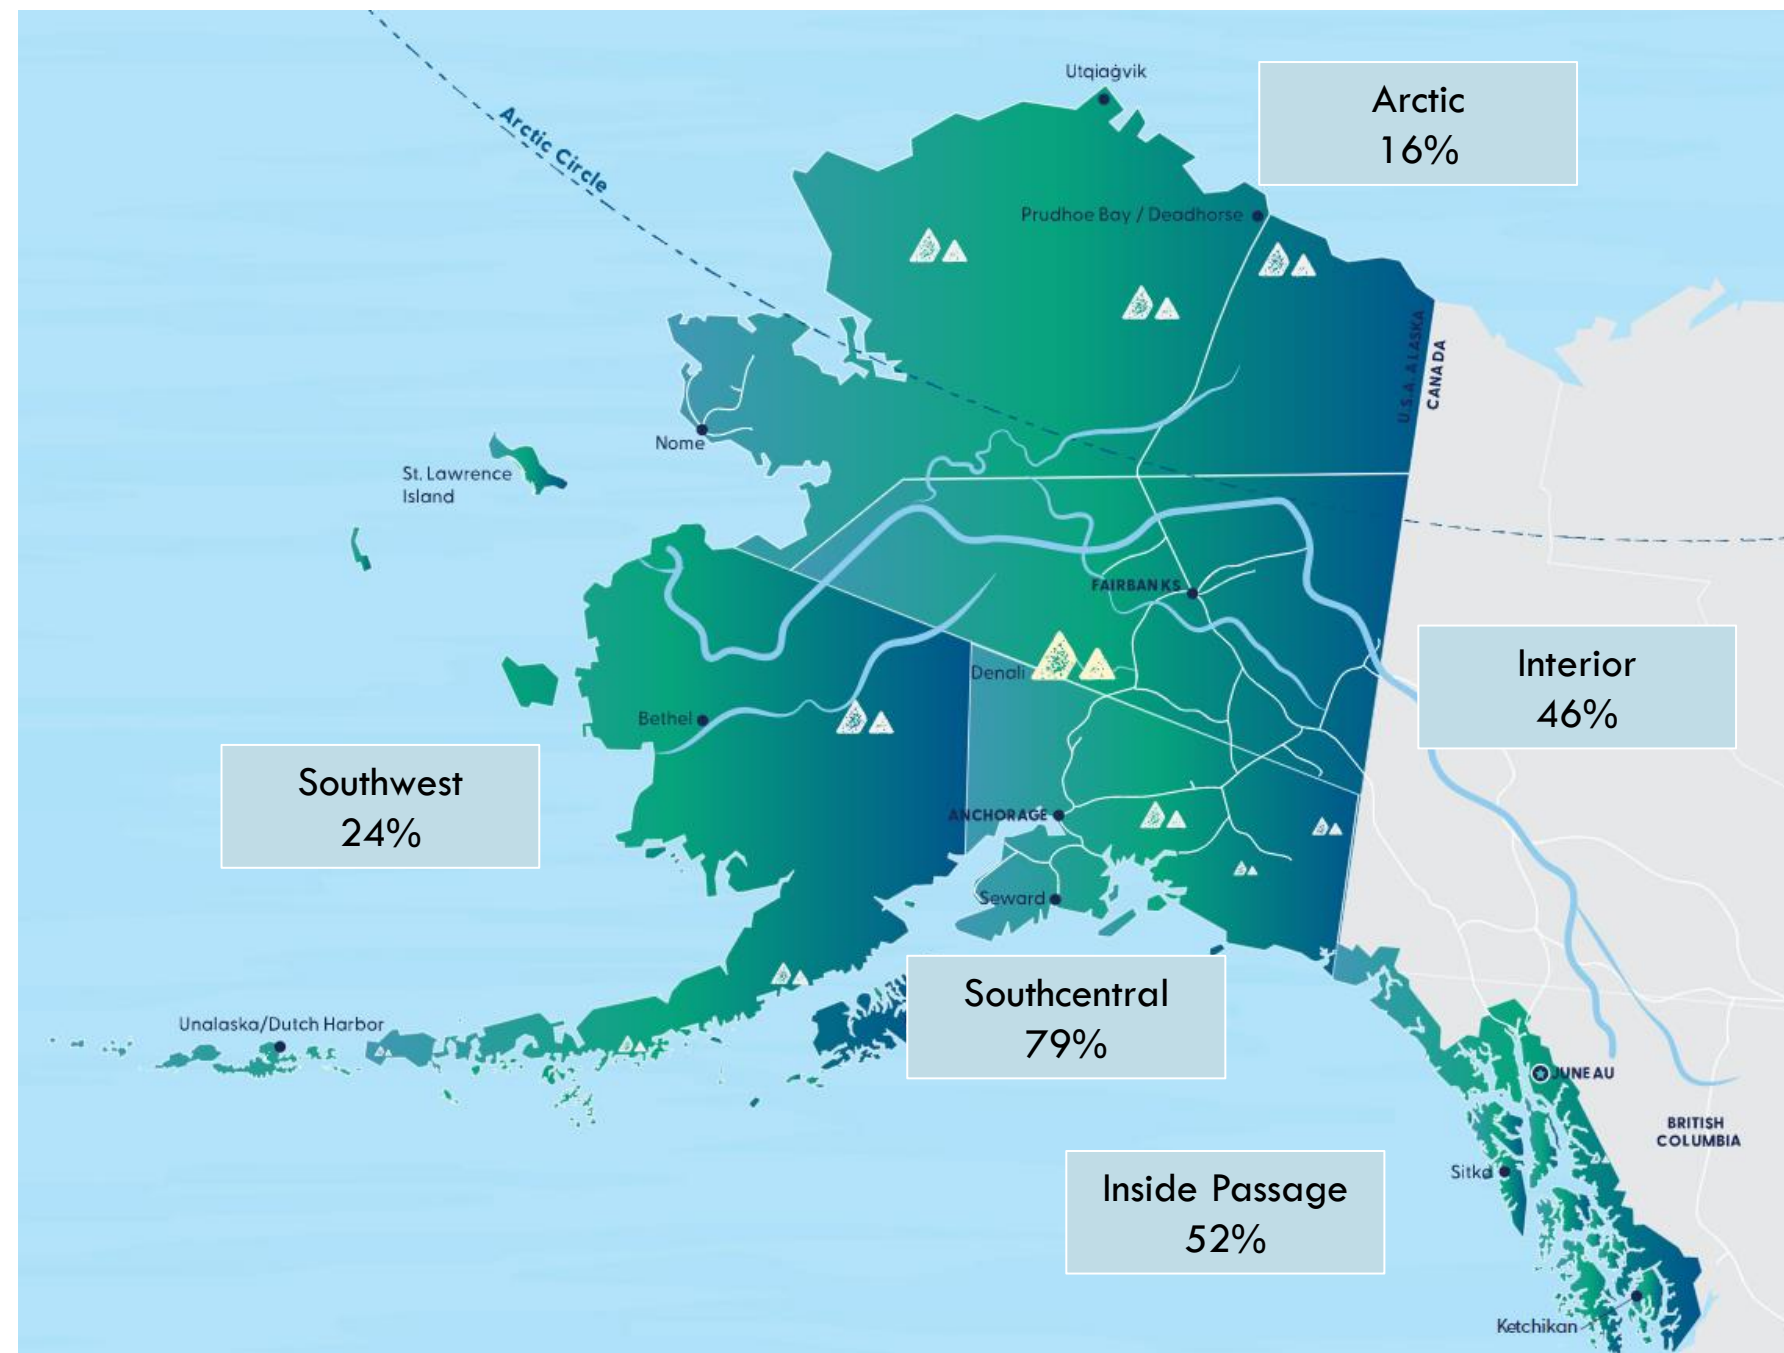 Utqiaġvik
Arctic
16%
Arctic Circle
Prudhoe Bay / Deadhorse
U.S.A. ALASKA
CANADA
Nome
St. Lawrence
Island
FAIRBANKS
Interior
46%
Denali
Bethel
Southwest
24%
ANCHORAGE
Seward
Southcentral
79%
Unalaska/Dutch Harbor
JUNEAU
BRITISH
COLUMBIA
Inside Passage
52%
Sitka
Ketchikan